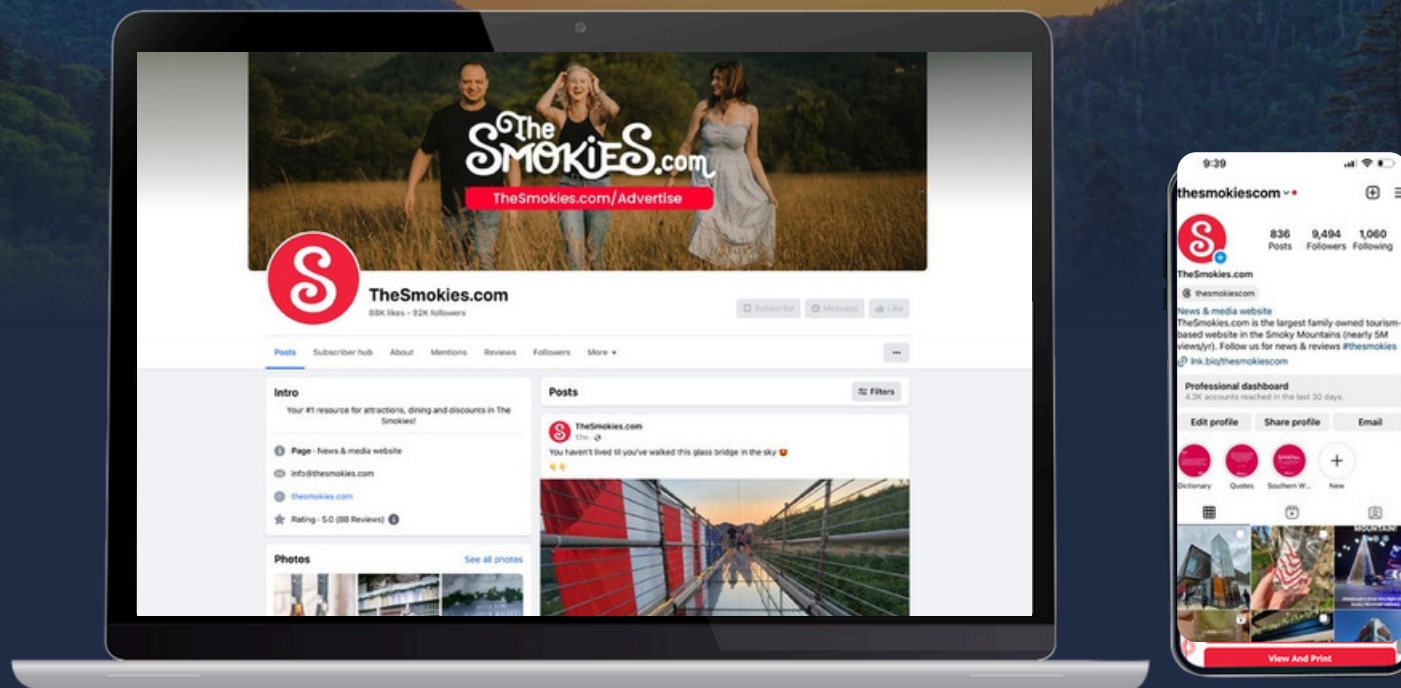 The
SMOKiES.com
TheSmokies.com/Advertise
S
TheSmokies.com
88K likes • 92K followers
Subscribe
Message
Like
Posts
Subscriber hub
About
Mentions
Reviews
Followers
More
Intro
Your #1 resource for attractions, dining and discounts in The
Smokies!
Page · News & media website
info@thesmokies.com
thesmokies.com
Rating · 5.0 (88 Reviews)
Photos
See all photos
Posts
Filters
S
TheSmokies.com
17m
You haven't lived til you've walked this glass bridge in the sky
9:39
thesmokiescom
S
836
Posts
9,494
Followers
1,060
Following
TheSmokies.com
thesmokiescom
News & media website
TheSmokies.com is the largest family owned tourism-
based website in the Smoky Mountains (nearly 5M
views/yr). Follow us for news & reviews #thesmokies
lnk.bio/thesmokiescom
Professional dashboard
4.3K accounts reached in the last 30 days.
Edit profile
Share profile
Email
Dictionary
Quotes
Southern W...
New
MOUNTAIN
View And Print